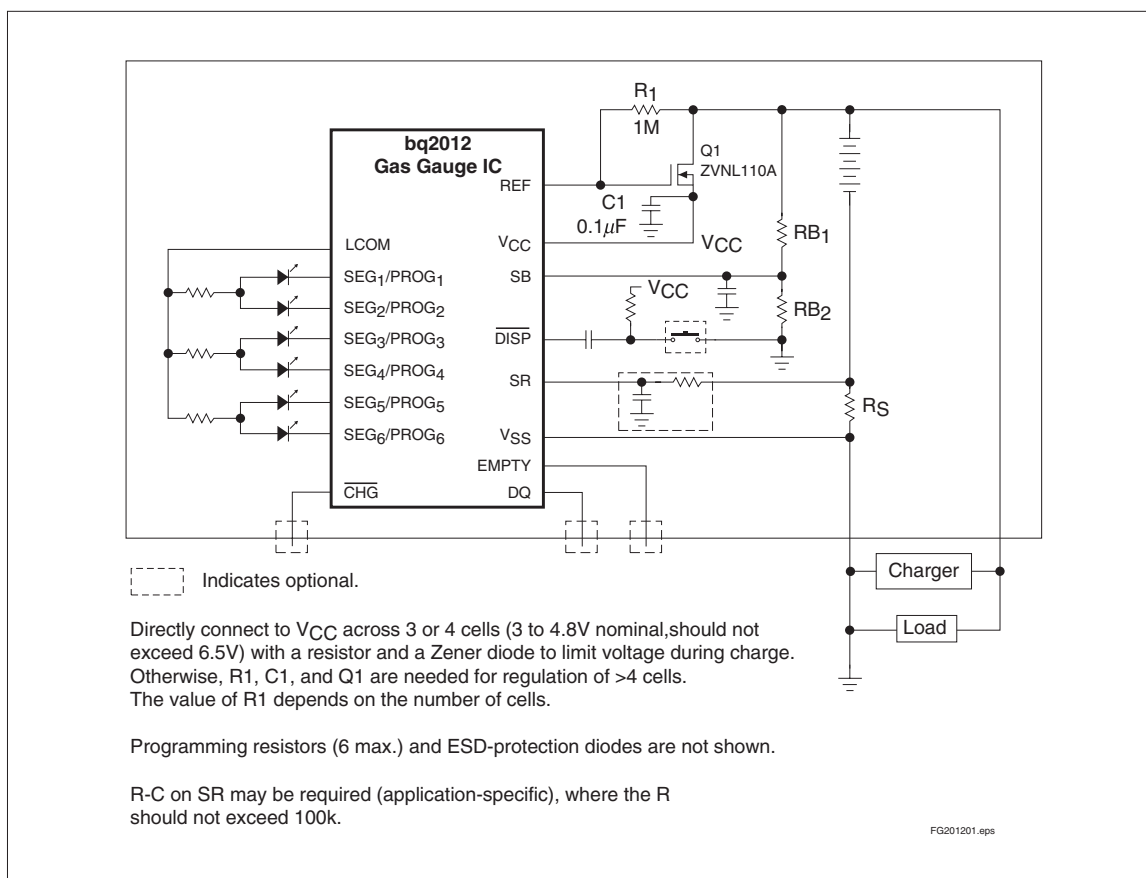 bq2012
Gas Gauge IC
REF
VCC
SB
DISP
SR
VSS
EMPTY
DQ
LCOM
SEG1/PROG1
SEG2/PROG2
SEG3/PROG3
SEG4/PROG4
SEG5/PROG5
SEG6/PROG6
CHG
R1
1M
Q1
ZVNL110A
C1
0.1µF
VCC
RB1
VCC
RB2
RS
Charger
Load
Indicates optional.
Directly connect to VCC across 3 or 4 cells (3 to 4.8V nominal,should not
exceed 6.5V) with a resistor and a Zener diode to limit voltage during charge.
Otherwise, R1, C1, and Q1 are needed for regulation of >4 cells.
The value of R1 depends on the number of cells.
Programming resistors (6 max.) and ESD-protection diodes are not shown.
R-C on SR may be required (application-specific), where the R
should not exceed 100k.
FG201201.eps